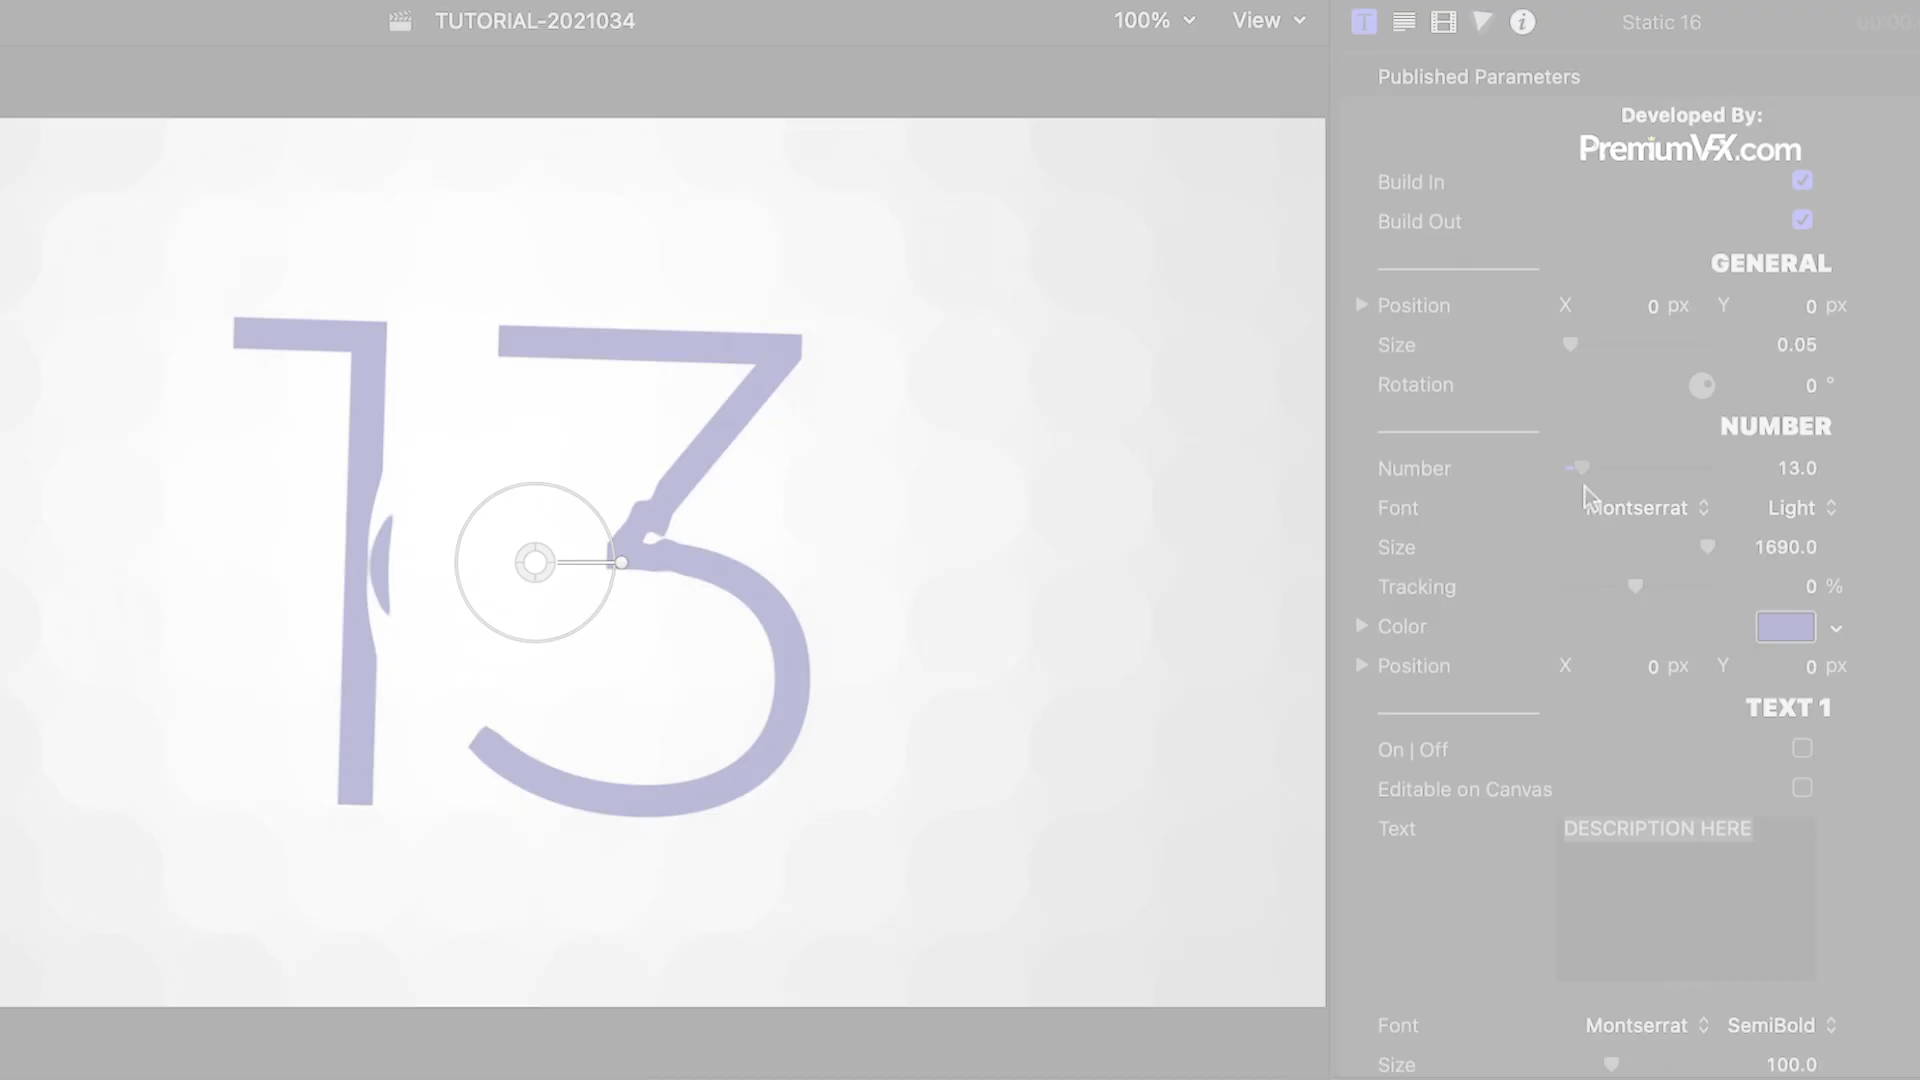 TUTORIAL-2021034
100% View
T i Static 16
Published Parameters
Developed By:
PremiumVFX.com
Build In
Build Out
GENERAL
Position X 0 px Y 0 px
Size 0.05
Rotation 0 °
NUMBER
Number 13.0
Font Montserrat Light
Size 1690.0
Tracking 0 %
Color
Position X 0 px Y 0 px
TEXT 1
On | Off
Editable on Canvas
Text DESCRIPTION HERE
Font Montserrat SemiBold
Size 100.0
13